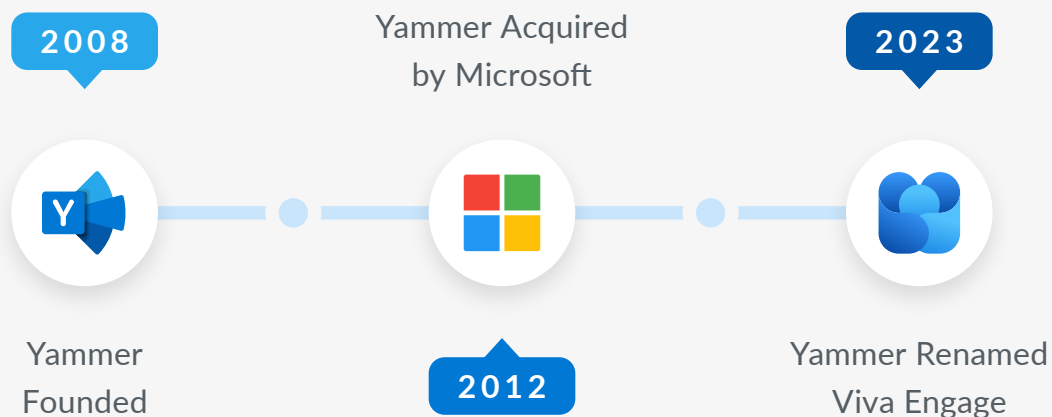 2008
Yammer
Founded
Yammer Acquired
by Microsoft
2012
2023
Yammer Renamed
Viva Engage
Y